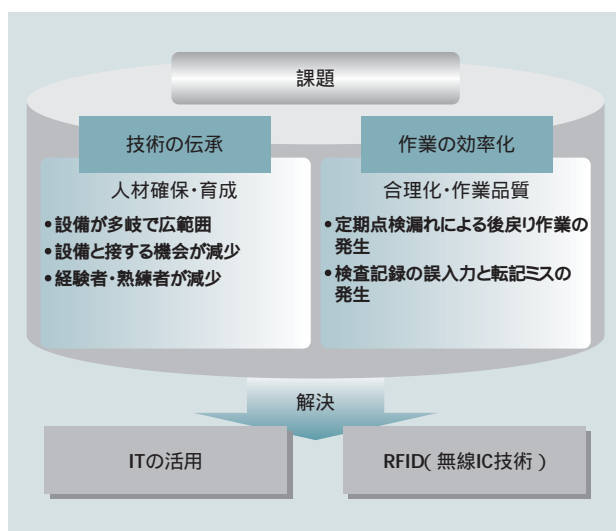 課題
技術の伝承
人材確保・育成
•設備が多岐で広範囲
•設備と接する機会が減少
•経験者・熟練者が減少
作業の効率化
合理化・作業品質
•定期点検漏れによる後戻り作業の
発生
•検査記録の誤入力と転記ミスの
発生
解決
ITの活用
RFID(無線IC技術)